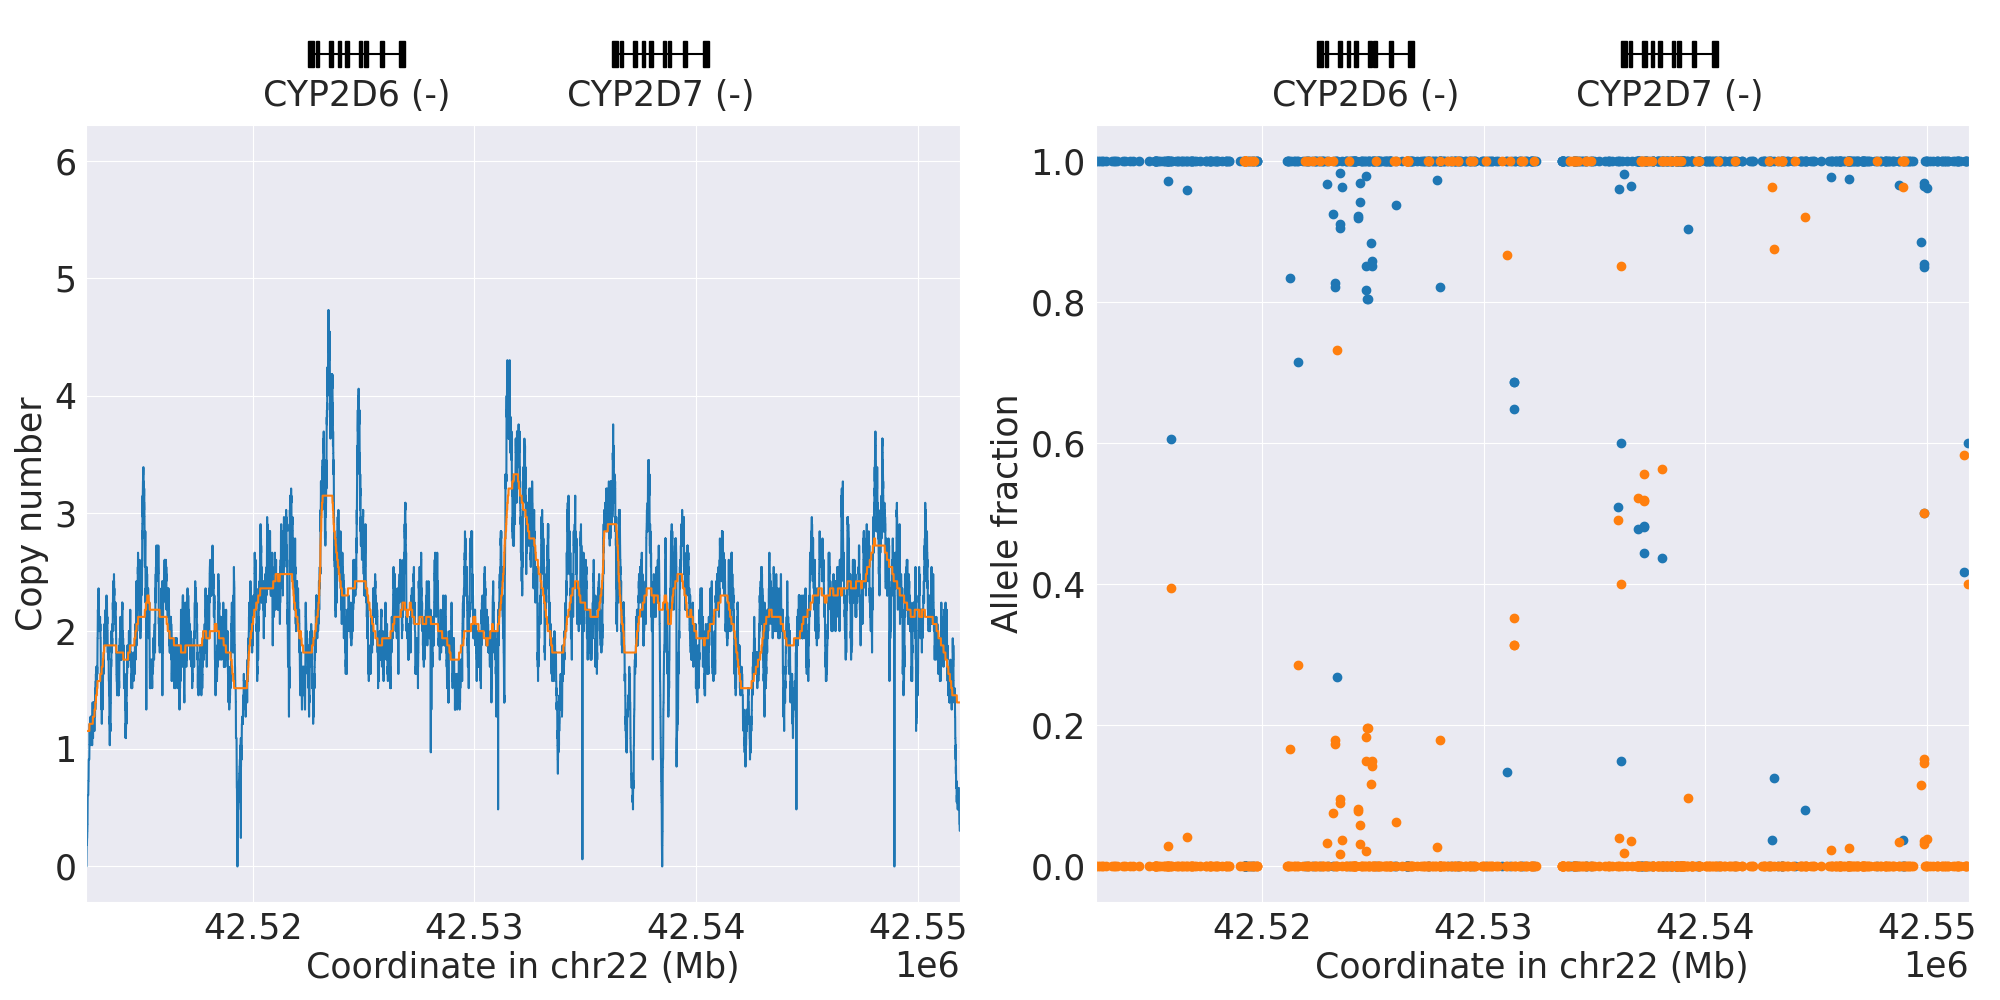 CYP2D6 (-) CYP2D7 (-)
6
5
4
3
2
1
0
Copy number
42.52 42.53 42.54 42.55
Coordinate in chr22 (Mb) 1e6
CYP2D6 (-) CYP2D7 (-)
1.0
0.8
0.6
0.4
0.2
0.0
Allele fraction
42.52 42.53 42.54 42.55
Coordinate in chr22 (Mb) 1e6